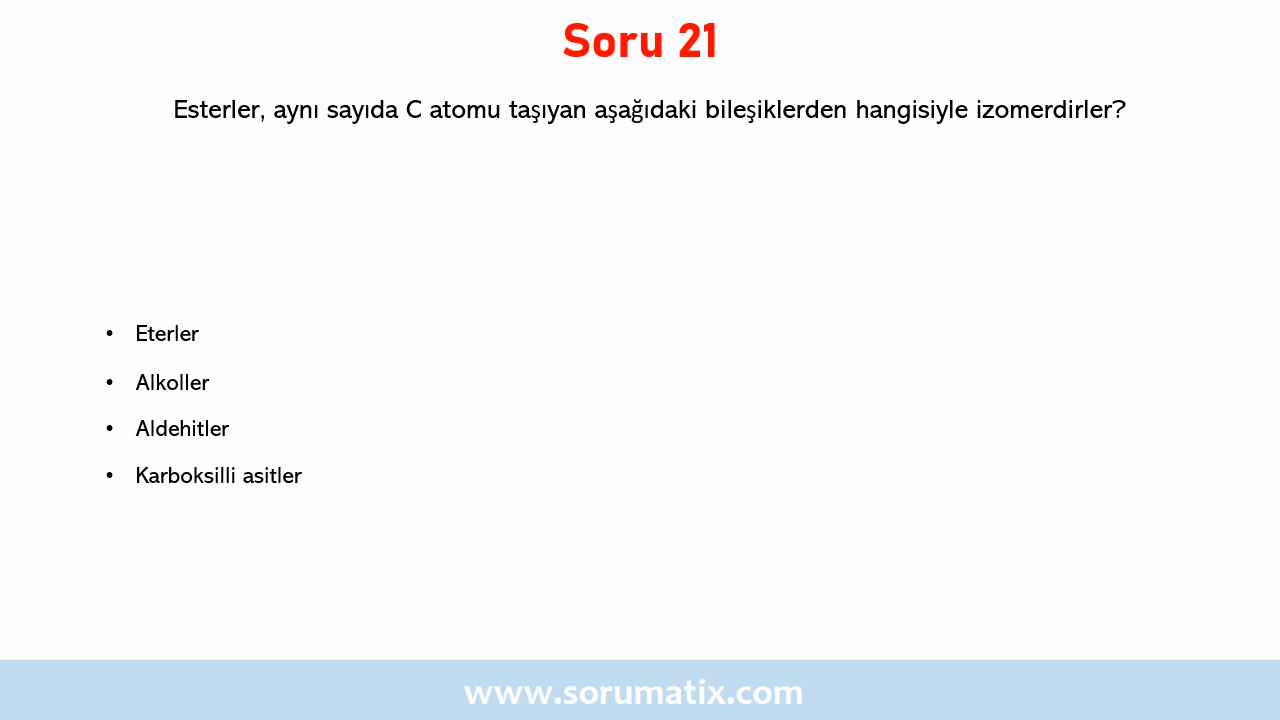 Soru 21
Esterler, aynı sayıda C atomu taşıyan aşağıdaki bileşiklerden hangisiyle izomerdirler?
• Eterler
• Alkoller
• Aldehitler
• Karboksilli asitler
www.sorumatix.com